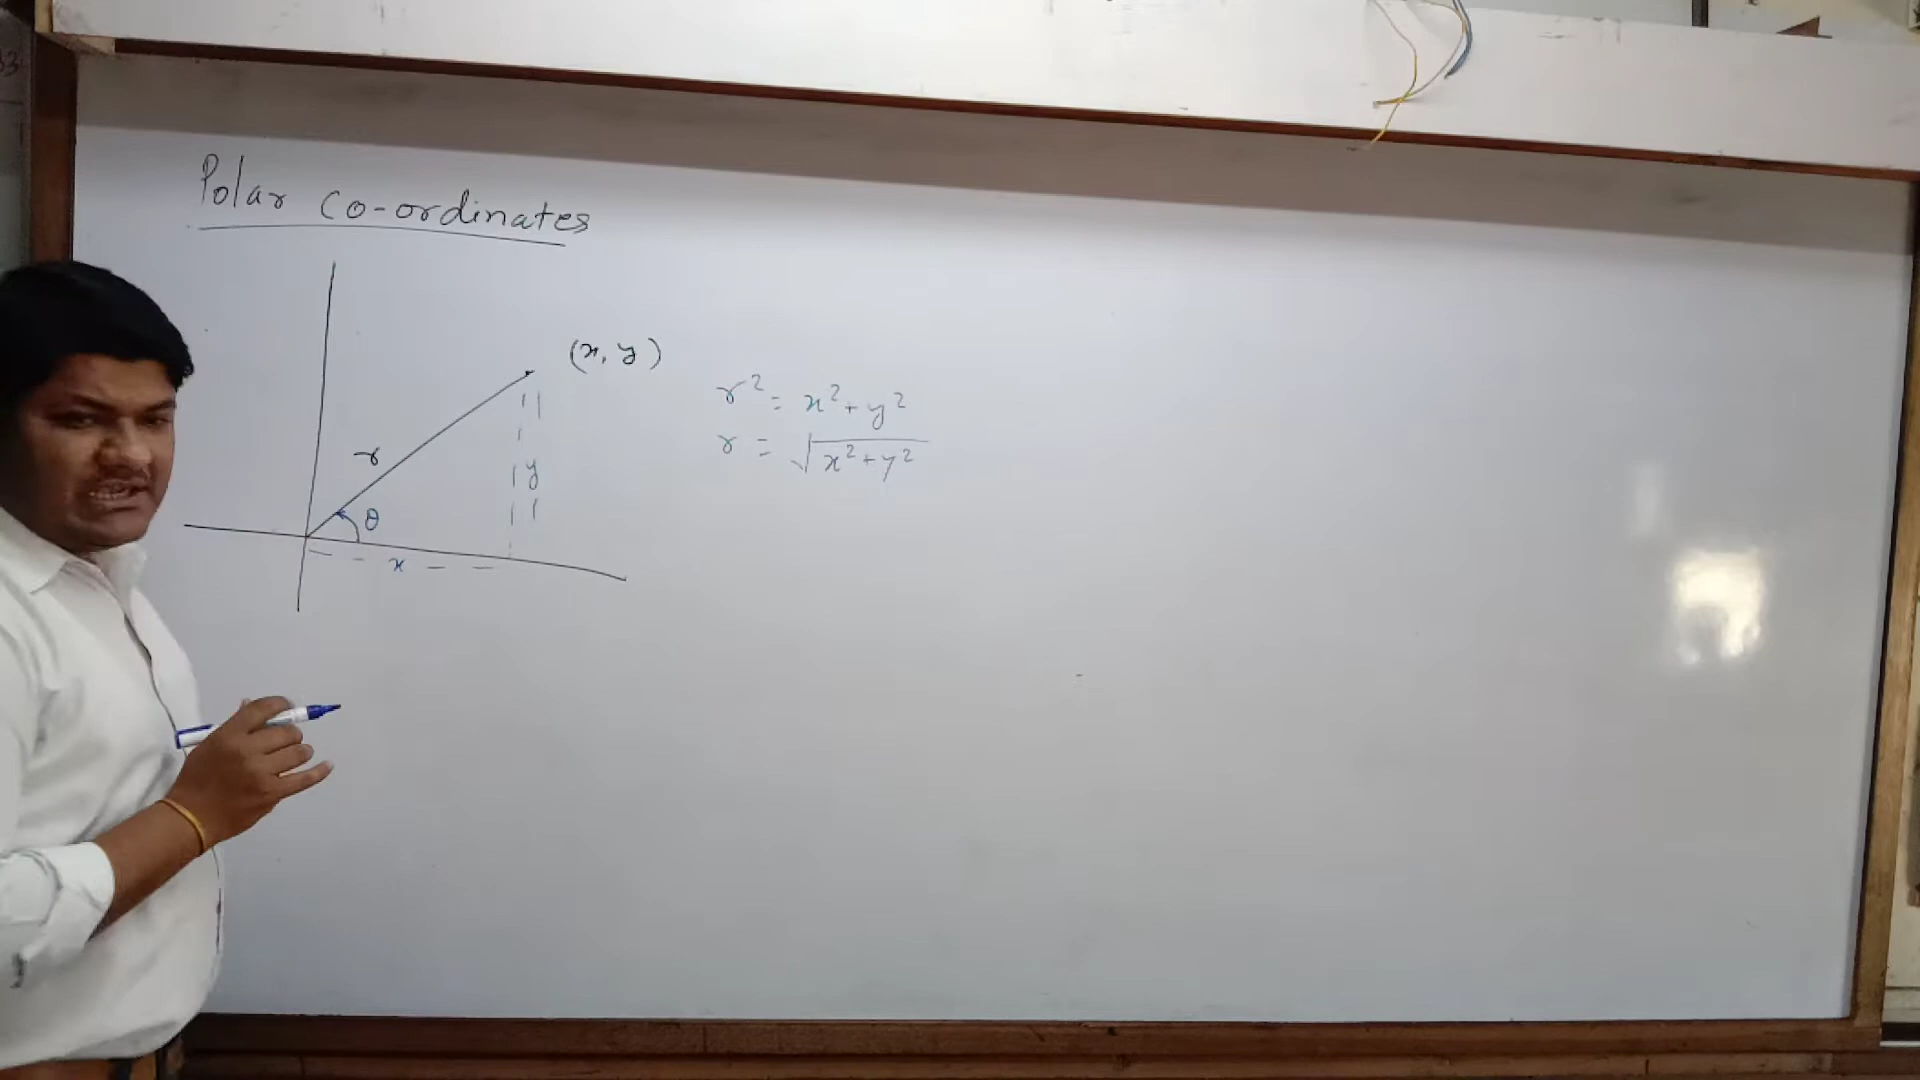 Polar Co-ordinates
(x, y)
r² = x² + y²
r = √x² + y²
r
y
θ
x